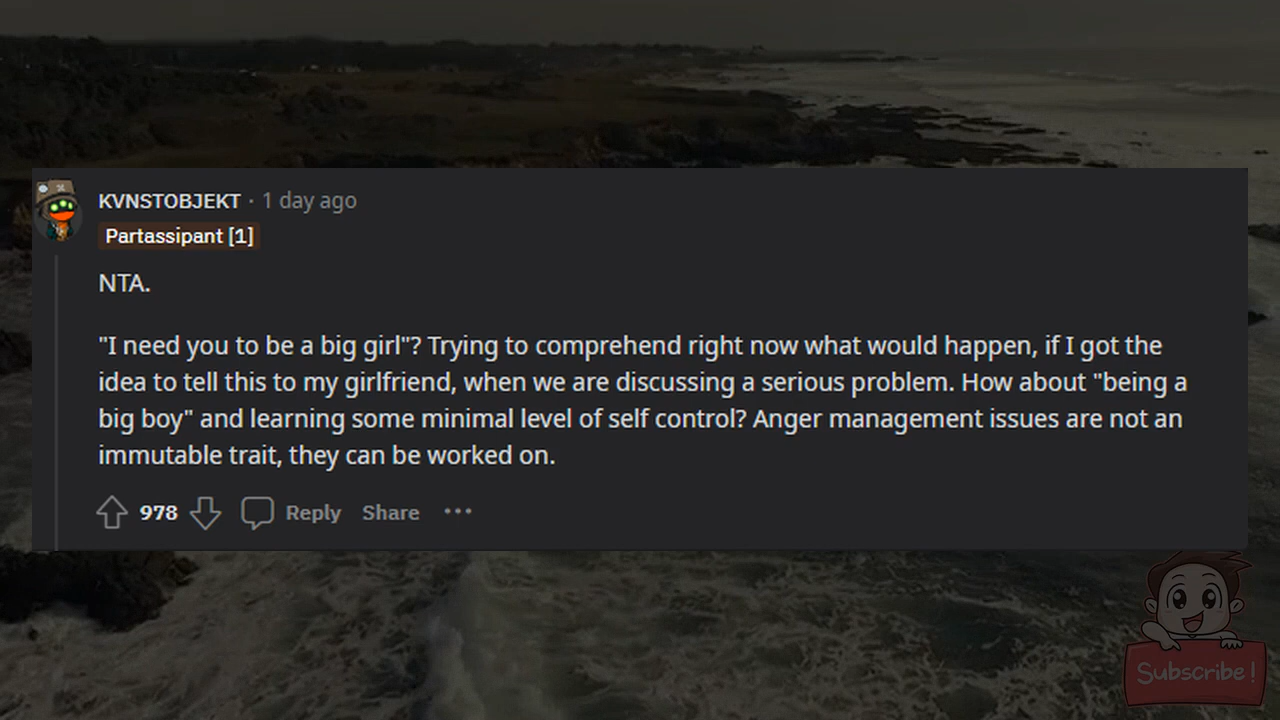 KVNSTOBJEKT · 1 day ago
Partassipant [1]
NTA.
"I need you to be a big girl"? Trying to comprehend right now what would happen, if I got the
idea to tell this to my girlfriend, when we are discussing a serious problem. How about "being a
big boy" and learning some minimal level of self control? Anger management issues are not an
immutable trait, they can be worked on.
978 Reply Share ···
Subscribe!